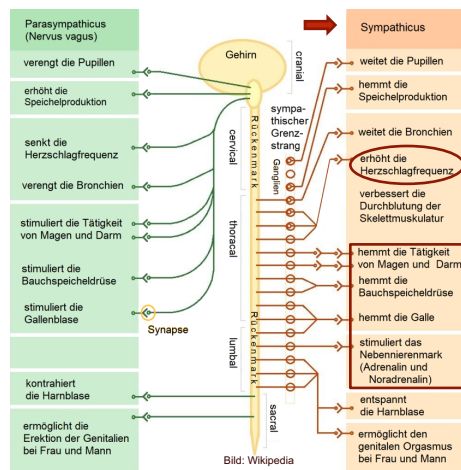 Parasympathicus
(Nervus vagus)
verengt die Pupillen
erhöht die
Speichelproduktion
senkt die
Herzschlagfrequenz
verengt die Bronchien
stimuliert die Tätigkeit
von Magen und Darm
stimuliert die
Bauchspeicheldrüse
stimuliert die
Gallenblase
kontrahiert
die Harnblase
ermöglicht die
Erektion der Genitalien
bei Frau und Mann
Synapse
Gehirn
cranial
cervical
thoracal
lumbal
sacral
Rückenmark
Rückenmark
sympa-
thischer
Grenz-
strang
Ganglien
Bild: Wikipedia
Sympathicus
weitet die Pupillen
hemmt die
Speichelproduktion
weitet die Bronchien
erhöht die
Herzschlagfrequenz
verbessert die
Durchblutung der
Skelettmuskulatur
hemmt die Tätigkeit
von Magen und Darm
hemmt die
Bauchspeicheldrüse
hemmt die Galle
stimuliert das
Nebennierenmark
(Adrenalin und
Noradrenalin)
entspannt
die Harnblase
ermöglicht den
genitalen Orgasmus
bei Frau und Mann